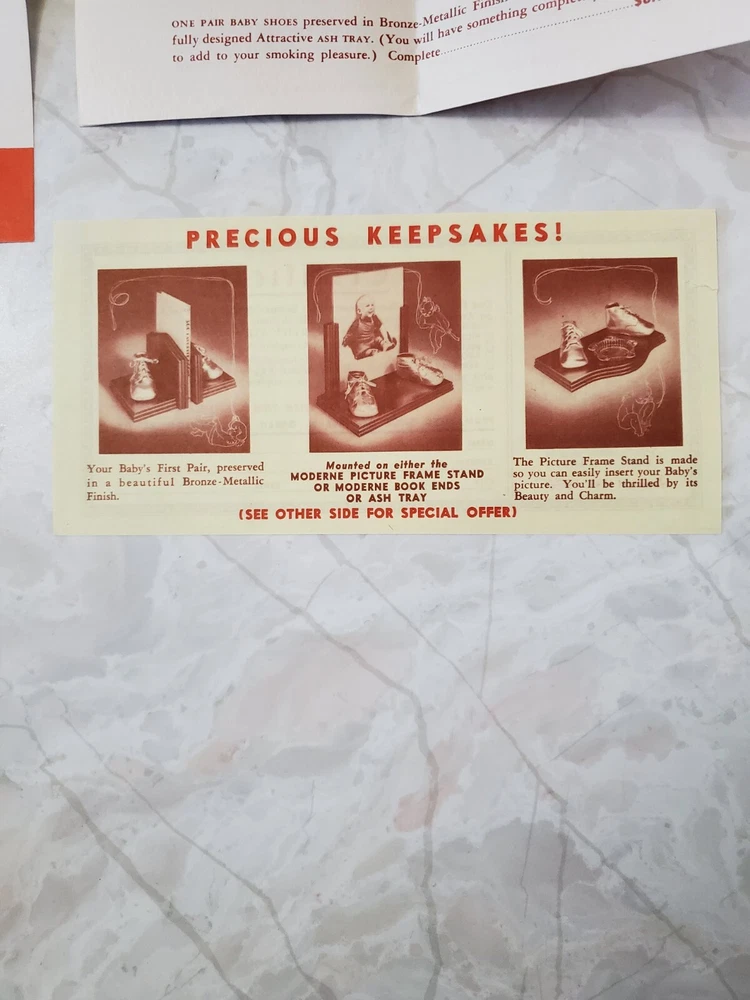 ONE PAIR BABY SHOES preserved in Bronze-Metallic Finish
fully designed Attractive ASH TRAY. (You will have something
to add to your smoking pleasure.) Complete
PRECIOUS KEEPSAKES!
Your Baby's First Pair, preserved
in a beautiful Bronze-Metallic
Finish.
Mounted on either the
MODERNE PICTURE FRAME STAND
OR MODERNE BOOK ENDS
OR ASH TRAY
The Picture Frame Stand is made
so you can easily insert your Baby's
picture. You'll be thrilled by its
Beauty and Charm.
(SEE OTHER SIDE FOR SPECIAL OFFER)